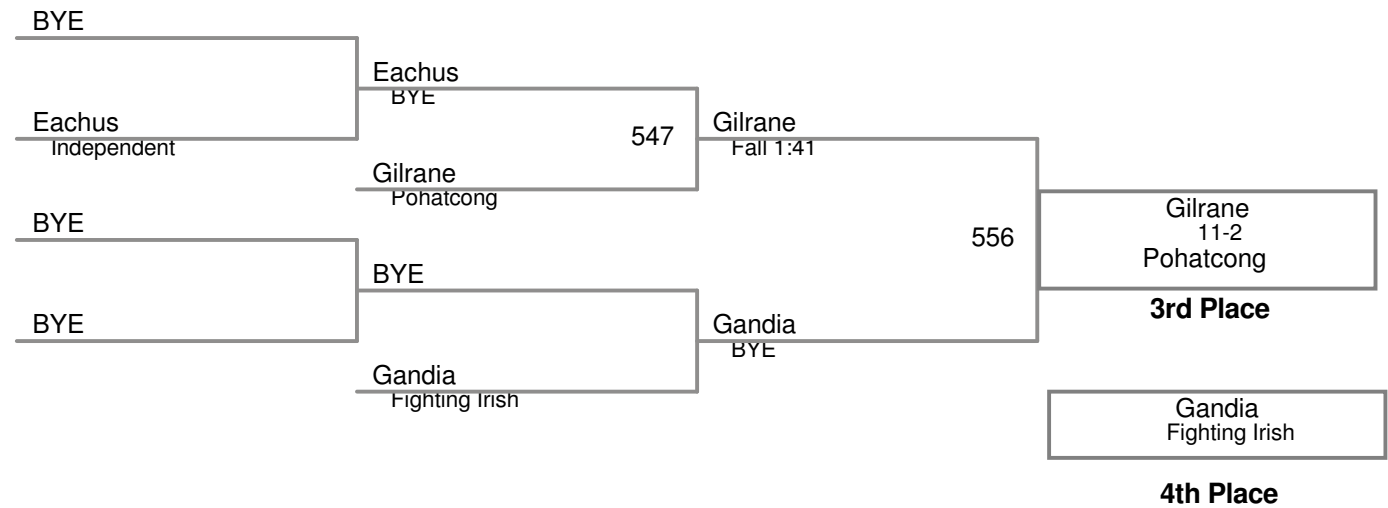 BYE
Eachus
BYE
Eachus
Independent
547
Gilrane
Fall 1:41
Gilrane
Pohatcong
BYE
556
Gilrane
11-2
Pohatcong
3rd Place
BYE
BYE
Gandia
BYE
Gandia
Fighting Irish
Gandia
Fighting Irish
4th Place